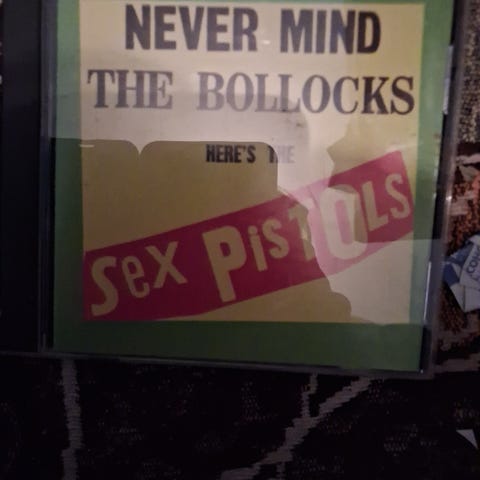 NEVER MIND
THE BOLLOCKS
HERE'S THE
Sex PisTOLS